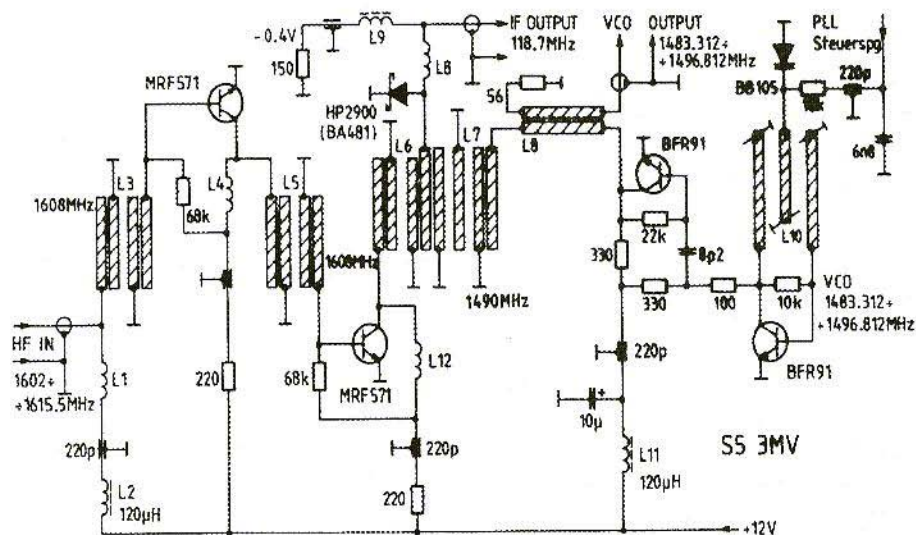 -0.4V
L9
IF OUTPUT
118.7MHz
VCO
OUTPUT
1483.312÷
÷1496.812MHz
PLL
Steuerspg
150
L8
MRF571
HP2900
(BA481)
56
BB105
220p
L8
BFR91
6n8
L3
L4
L5
L6
L7
1608MHz
68k
1608MHz
22k
L10
330
8p2
1490MHz
330
100
10k
VCO
1483.312÷
÷1496.812MHz
HF IN
1602÷
÷1615.5MHz
L1
220
68k
MRF571
L12
220p
BFR91
220p
220p
10µ
+
L11
120µH
S5 3MV
L2
120µH
220
+12V